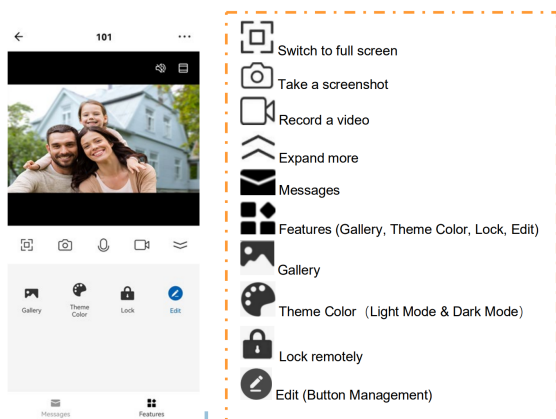 101
Gallery
Theme
Color
Lock
Edit
Messages
Features
Switch to full screen
Take a screenshot
Record a video
Expand more
Messages
Features (Gallery, Theme Color, Lock, Edit)
Gallery
Theme Color（Light Mode & Dark Mode）
Lock remotely
Edit (Button Management)